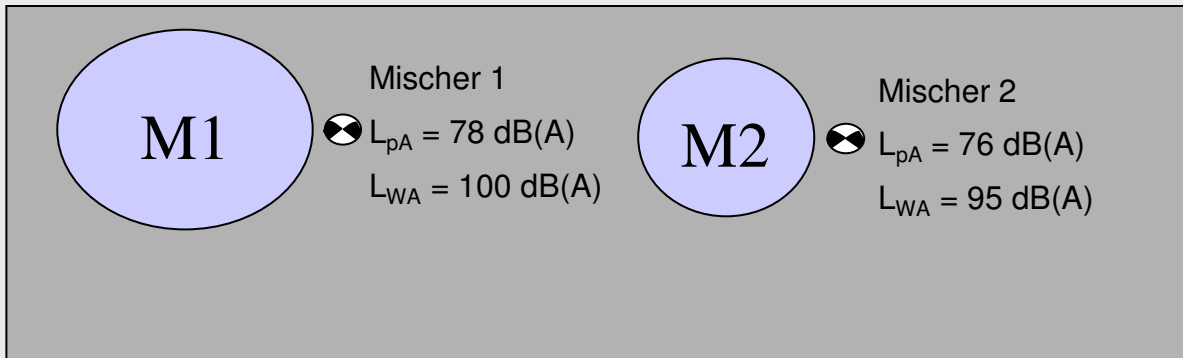 M1
Mischer 1
LpA = 78 dB(A)
LWA = 100 dB(A)
M2
Mischer 2
LpA = 76 dB(A)
LWA = 95 dB(A)